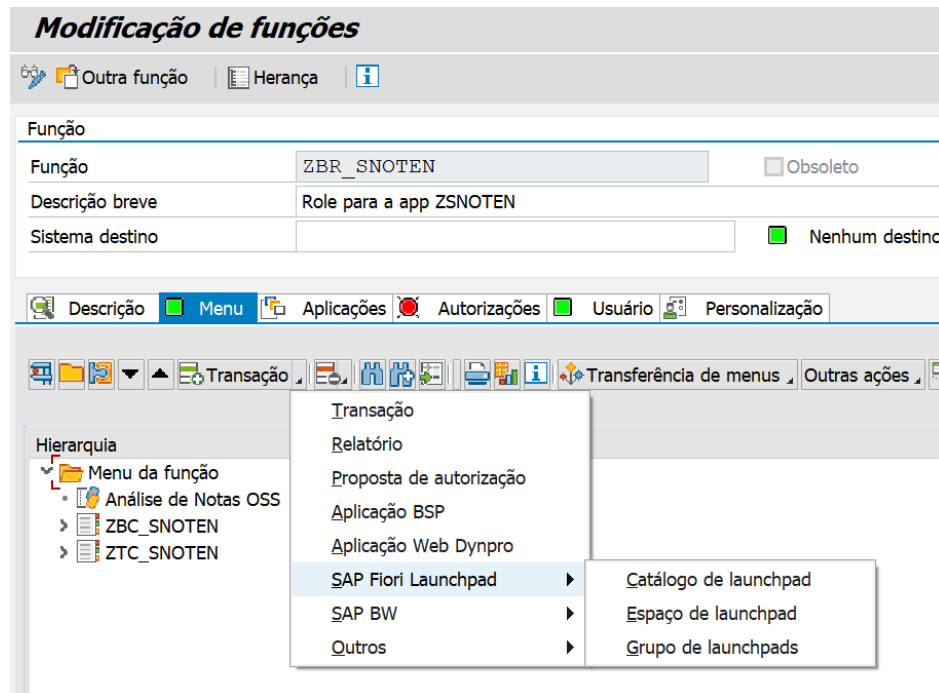 Modificação de funções
Outra função Herança
Função
Função ZBR_SNOTEN Obsoleto
Descrição breve Role para a app ZSNOTEN
Sistema destino Nenhum destino
Descrição Menu Aplicações Autorizações Usuário Personalização
Transação Transferência de menus Outras ações
Hierarquia
Menu da função
Análise de Notas OSS
ZBC_SNOTEN
ZTC_SNOTEN
Transação
Relatório
Proposta de autorização
Aplicação BSP
Aplicação Web Dynpro
SAP Fiori Launchpad
SAP BW
Outros
Catálogo de launchpad
Espaço de launchpad
Grupo de launchpads